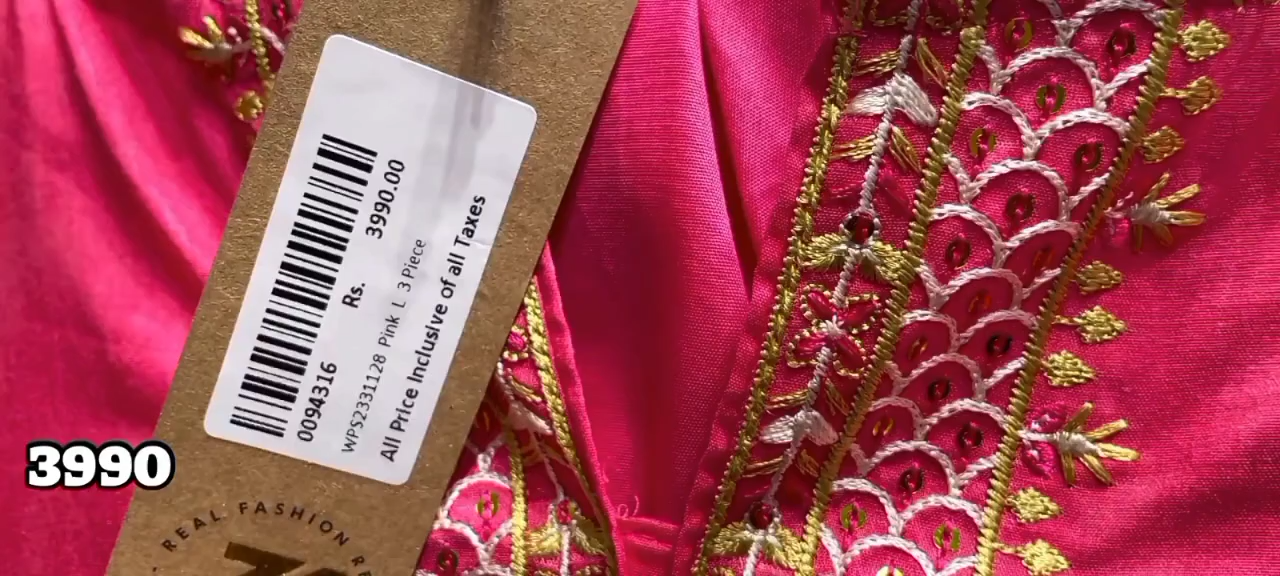 0094316
Rs. 3990.00
WPS2331128 Pink L 3 Piece
All Price Inclusive of all Taxes
3990
REAL FASHION